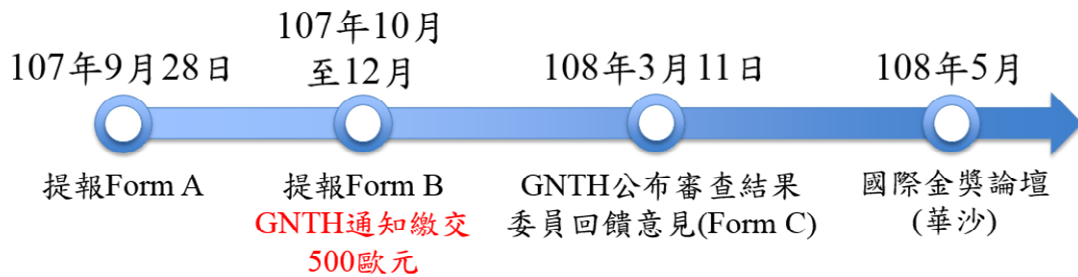 107年9月28日
107年10月
至12月
108年3月11日
108年5月
提報Form A
提報Form B
GNTH通知繳交
500歐元
GNTH公布審查結果
委員回饋意見(Form C)
國際金獎論壇
(華沙)